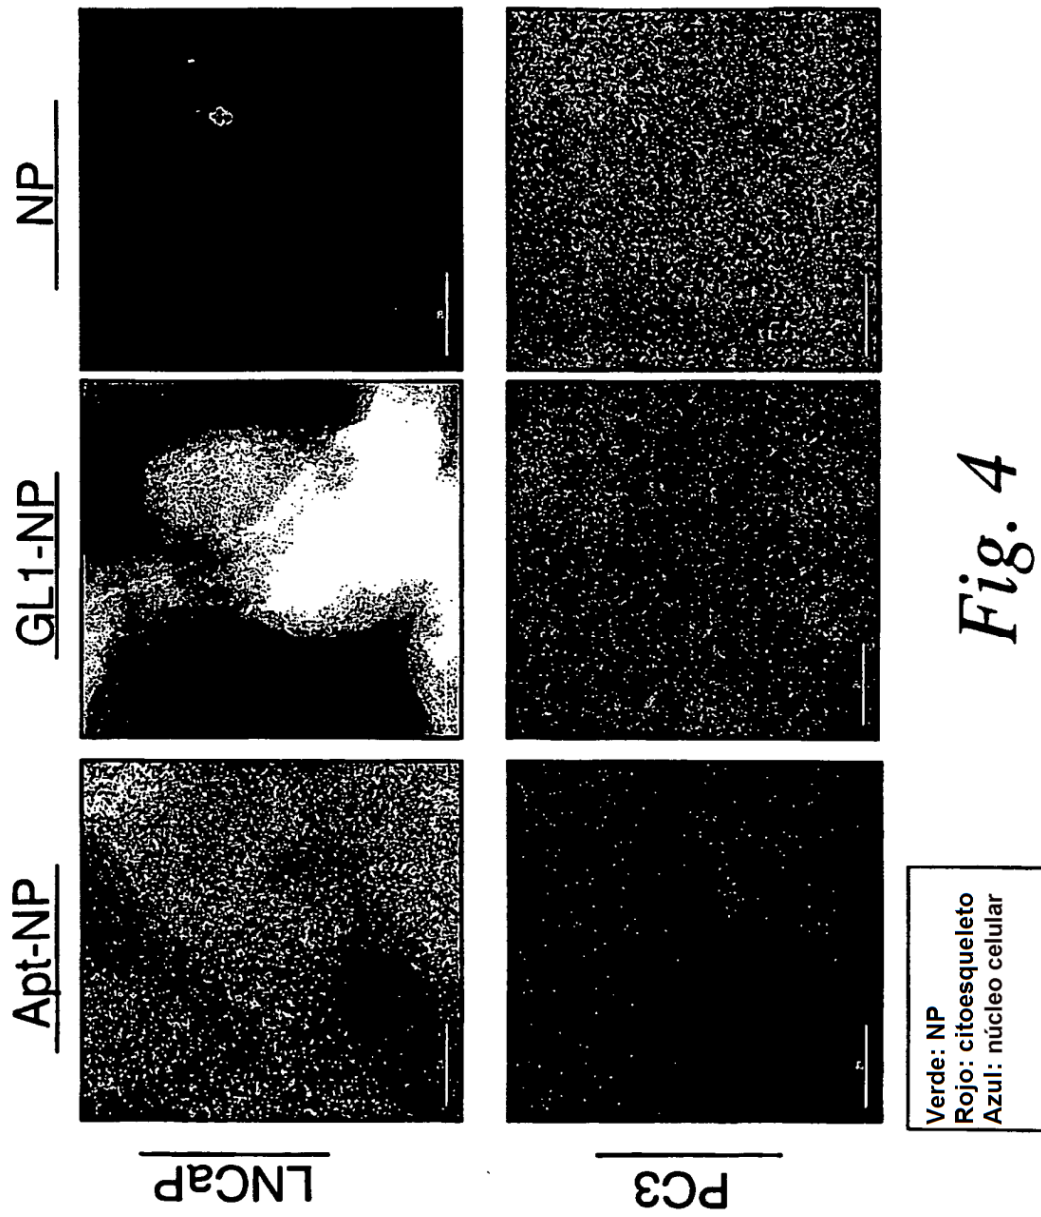 Apt-NP
GL1-NP
NP
LNCaP
PC3
Verde: NP
Rojo: citoesqueleto
Azul: núcleo celular
Fig. 4